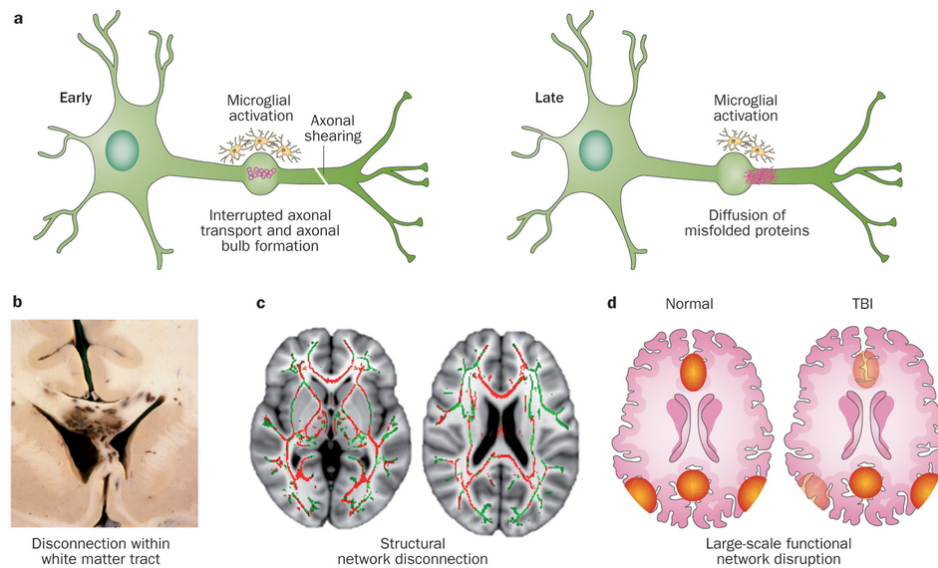 a
Early
Microglial
activation
Axonal
shearing
Interrupted axonal
transport and axonal
bulb formation
Late
Microglial
activation
Diffusion of
misfolded proteins
b
Disconnection within
white matter tract
c
Structural
network disconnection
d
Normal
TBI
Large-scale functional
network disruption